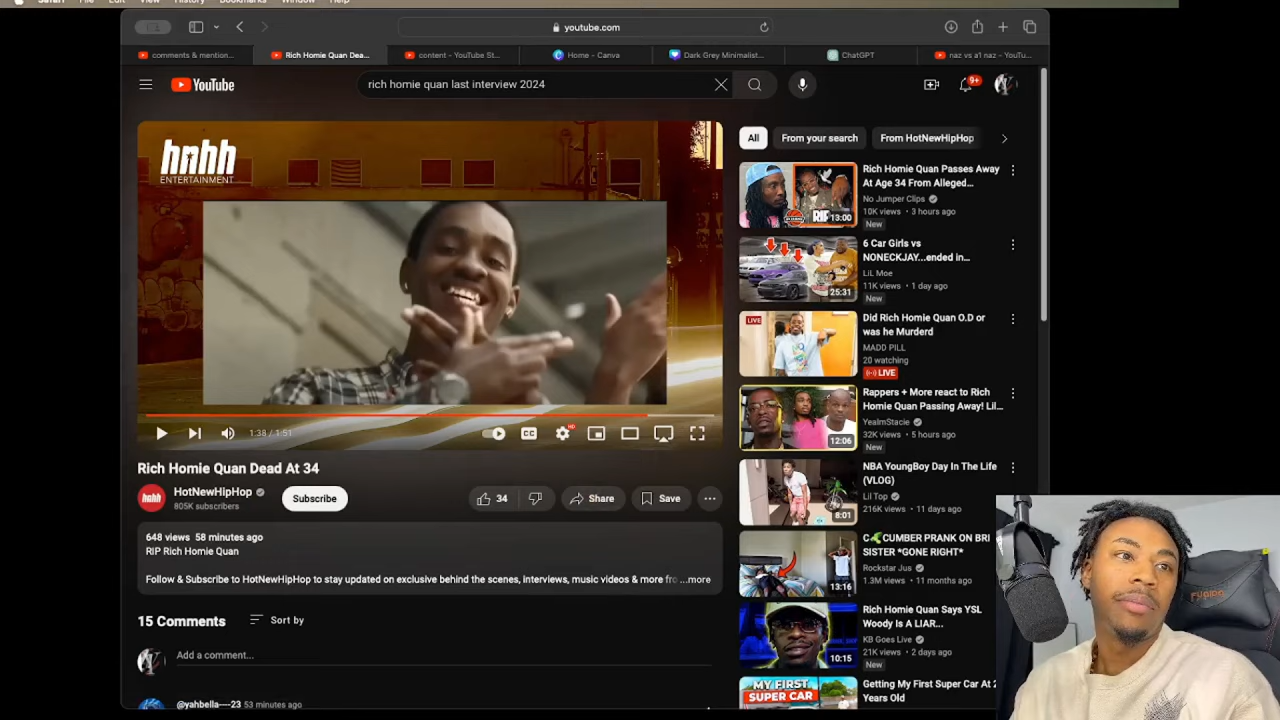 Safari File Edit View History Bookmarks Window Help
youtube.com
comments & mention...
Rich Homie Quan Dea...
content - YouTube St...
Home - Canva
Dark Grey Minimalist...
ChatGPT
naz vs a1 naz - YouTu...
YouTube
rich homie quan last interview 2024
9+
hnhh
ENTERTAINMENT
1:38 / 1:51
CC
HD
Rich Homie Quan Dead At 34
HotNewHipHop
805K subscribers
Subscribe
34
Share
Save
648 views 58 minutes ago
RIP Rich Homie Quan
Follow & Subscribe to HotNewHipHop to stay updated on exclusive behind the scenes, interviews, music videos & more fro ...more
15 Comments
Sort by
Add a comment...
@yahbella----23 53 minutes ago
All
From your search
From HotNewHipHop
RIP
13:00
Rich Homie Quan Passes Away
At Age 34 From Alleged...
No Jumper Clips
10K views • 3 hours ago
New
25:31
6 Car Girls vs
NONECKJAY...ended in...
LiL Moe
11K views • 1 day ago
New
LIVE
Did Rich Homie Quan O.D or
was he Murderd
MADD PILL
20 watching
LIVE
12:06
Rappers + More react to Rich
Homie Quan Passing Away! Lil...
YeaImStacie
32K views • 5 hours ago
New
8:01
NBA YoungBoy Day In The Life
(VLOG)
Lil Top
216K views • 11 days ago
13:16
CUCUMBER PRANK ON BRI
SISTER *GONE RIGHT*
Rockstar Jus
1.3M views • 11 months ago
10:15
Rich Homie Quan Says YSL
Woody Is A LIAR...
KB Goes Live
21K views • 2 days ago
New
MY FIRST
SUPER CAR
Getting My First Super Car At 2
Years Old